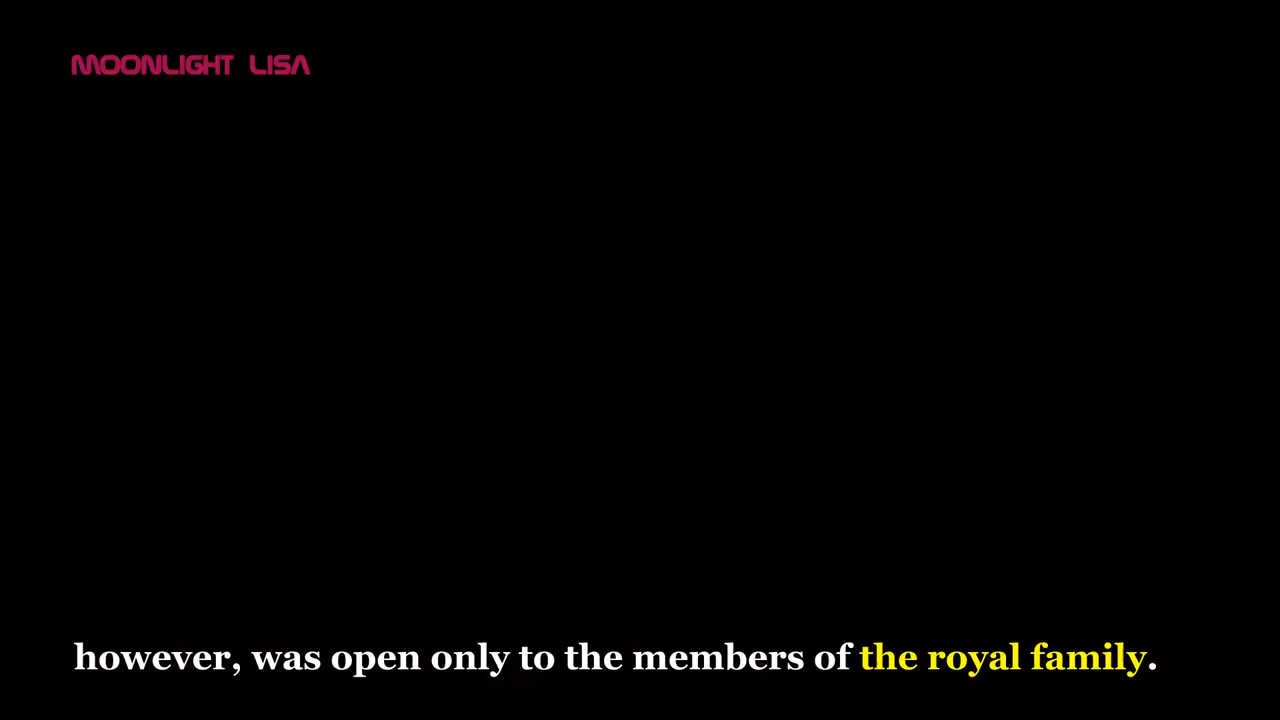 MOONLIGHT LISA
however, was open only to the members of the royal family.